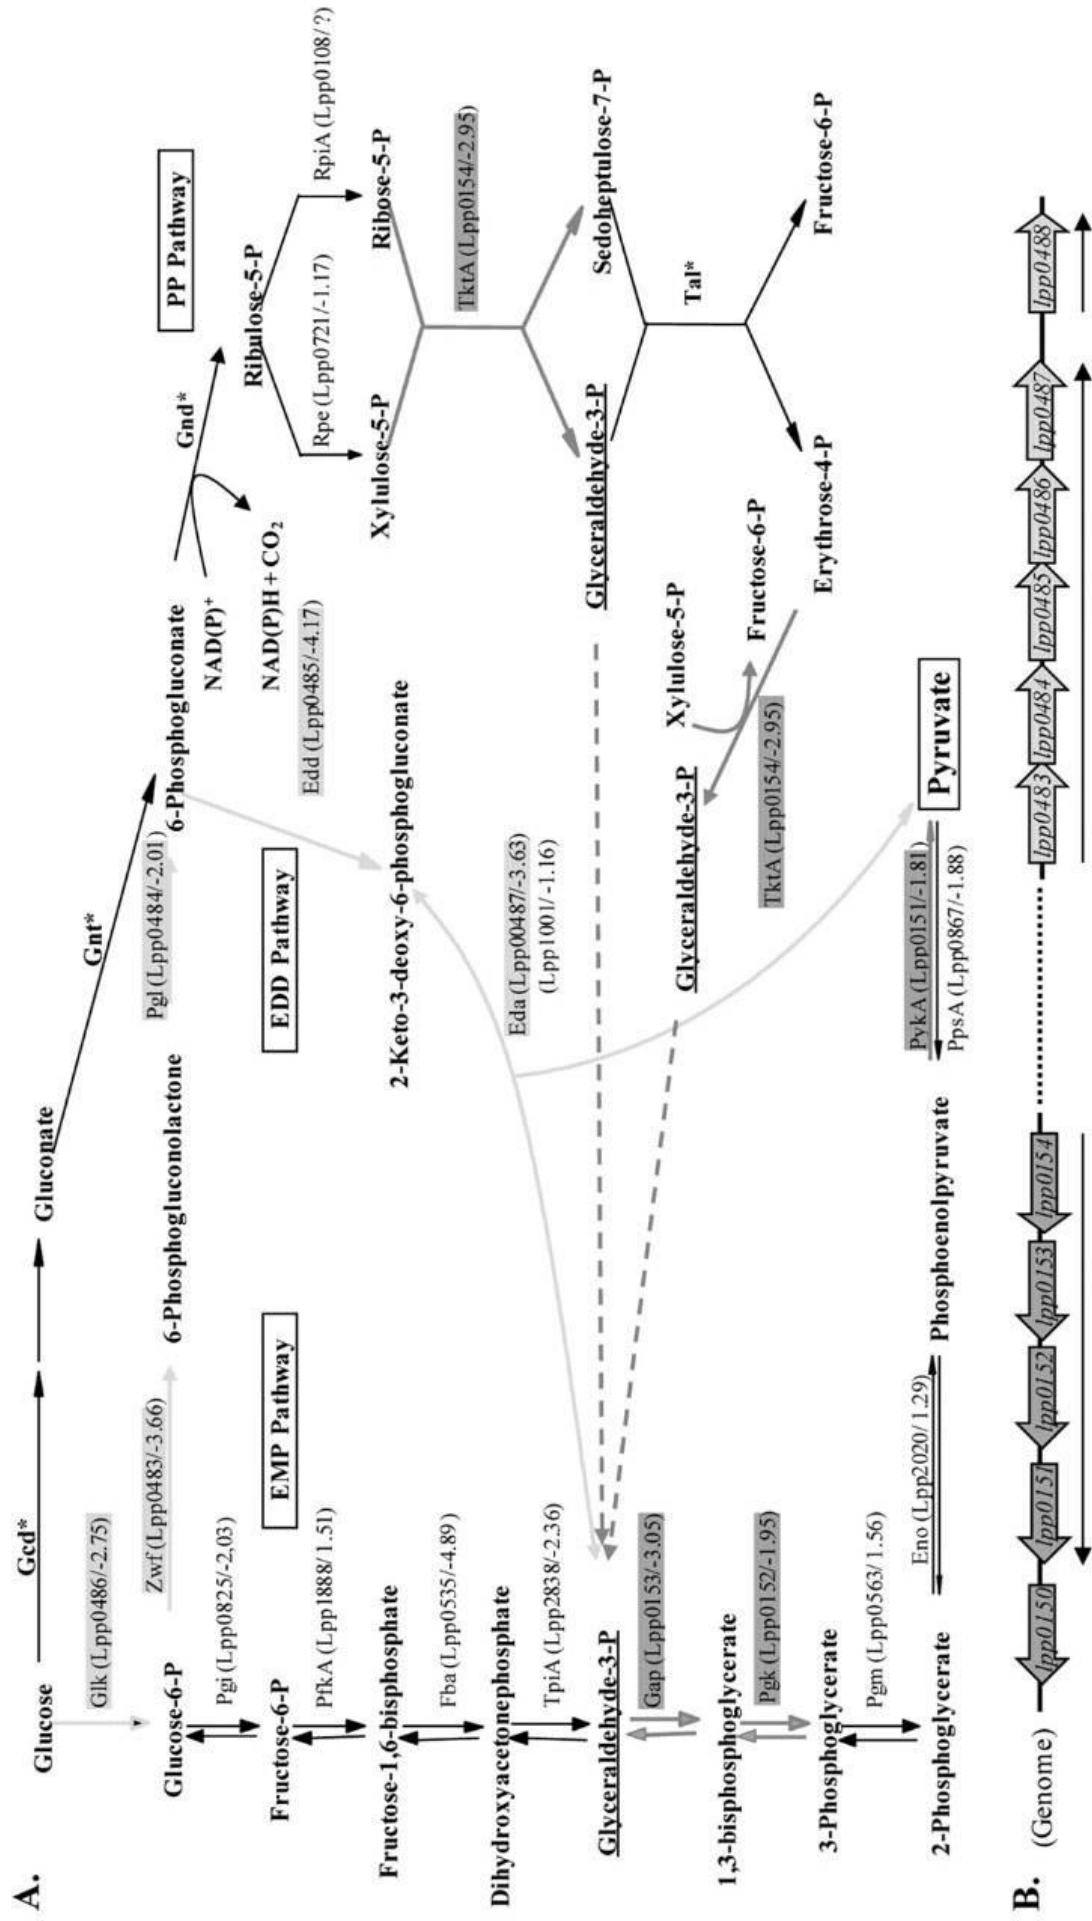 A.
Glucose
Gcd*
Gluconate
Gnt*
Glk (Lpp0486/-2.75)
Glucose-6-P
Zwf (Lpp0483/-3.66)
6-Phosphogluconolactone
Pgl (Lpp0484/-2.01)
6-Phosphogluconate
Gnd*
NAD(P)+
NAD(P)H + CO2
PP Pathway
Ribulose-5-P
Pgi (Lpp0825/-2,03)
Fructose-6-P
EMP Pathway
EDD Pathway
Edd (Lpp0485/-4.17)
Rpe (Lpp0721/-1.17)
RpiA (Lpp0108/?)
PfkA (Lpp1888/1.51)
Fructose-1,6-bisphosphate
2-Keto-3-deoxy-6-phosphogluconate
Xylulose-5-P
Ribose-5-P
Fba (Lpp0535/-4.89 )
TktA (Lpp0154/-2.95)
Dihydroxyacetonephosphate
Eda (Lpp00487/-3.63)
(Lpp1001/-1.16)
TpiA (Lpp2838/-2.36)
Glyceraldehyde-3-P
Glyceraldehyde-3-P
Sedoheptulose-7-P
Gap (Lpp0153/-3.05)
Glyceraldehyde-3-P
Xylulose-5-P
Tal*
1,3-bisphosphoglycerate
Fructose-6-P
Pgk (Lpp0152/-1.95)
TktA (Lpp0154/-2.95)
3-Phosphoglycerate
Erythrose-4-P
Fructose-6-P
Pgm (Lpp0563/1.56)
Eno (Lpp2020/1.29)
PykA (Lpp0151/-1.81)
2-Phosphoglycerate
Phosphoenolpyruvate
Pyruvate
PpsA (Lpp0867/-1.88)
B.
(Genome)
lpp0150
lpp0151
lpp0152
lpp0153
lpp0154
lpp0483
lpp0484
lpp0485
lpp0486
lpp0487
lpp0488